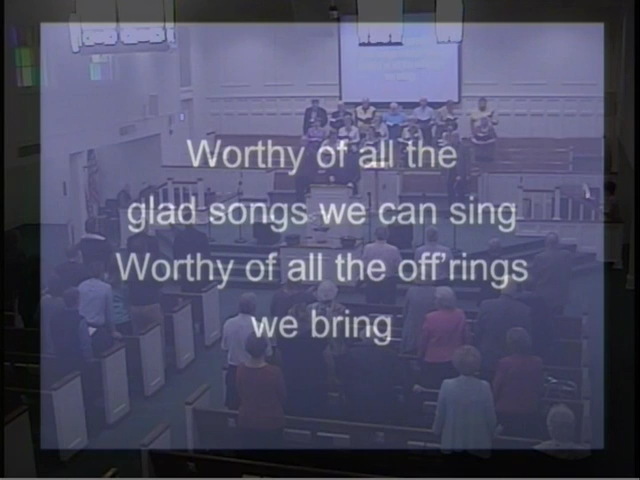 Worthy of all the
glad songs we can sing
Worthy of all the off'rings
we bring